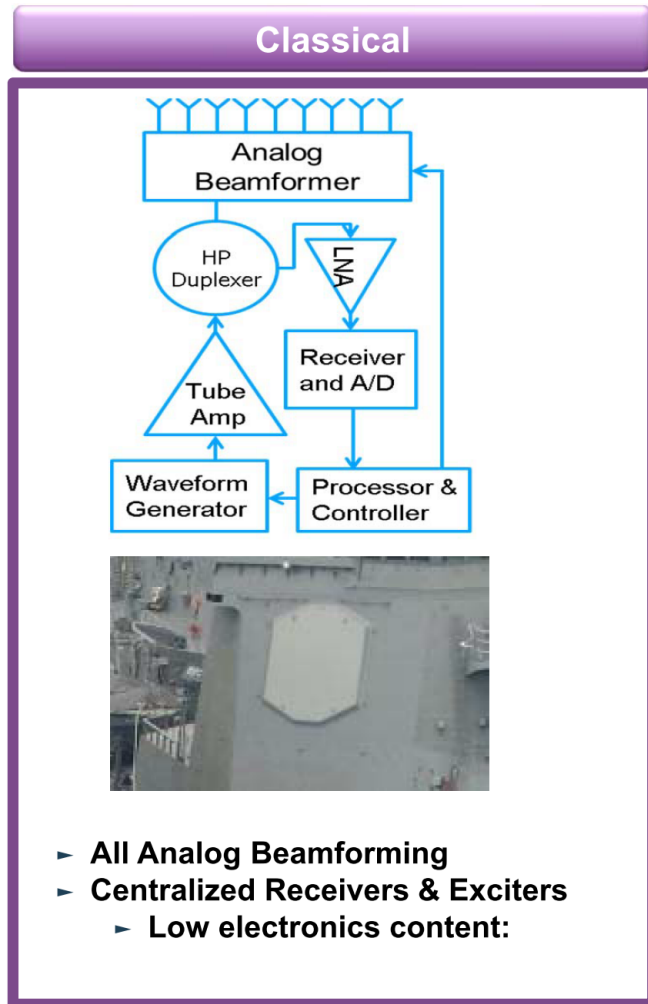 Classical
Analog
Beamformer
HP
Duplexer
LNA
Tube
Amp
Receiver
and A/D
Waveform
Generator
Processor &
Controller
► All Analog Beamforming
► Centralized Receivers & Exciters
► Low electronics content: